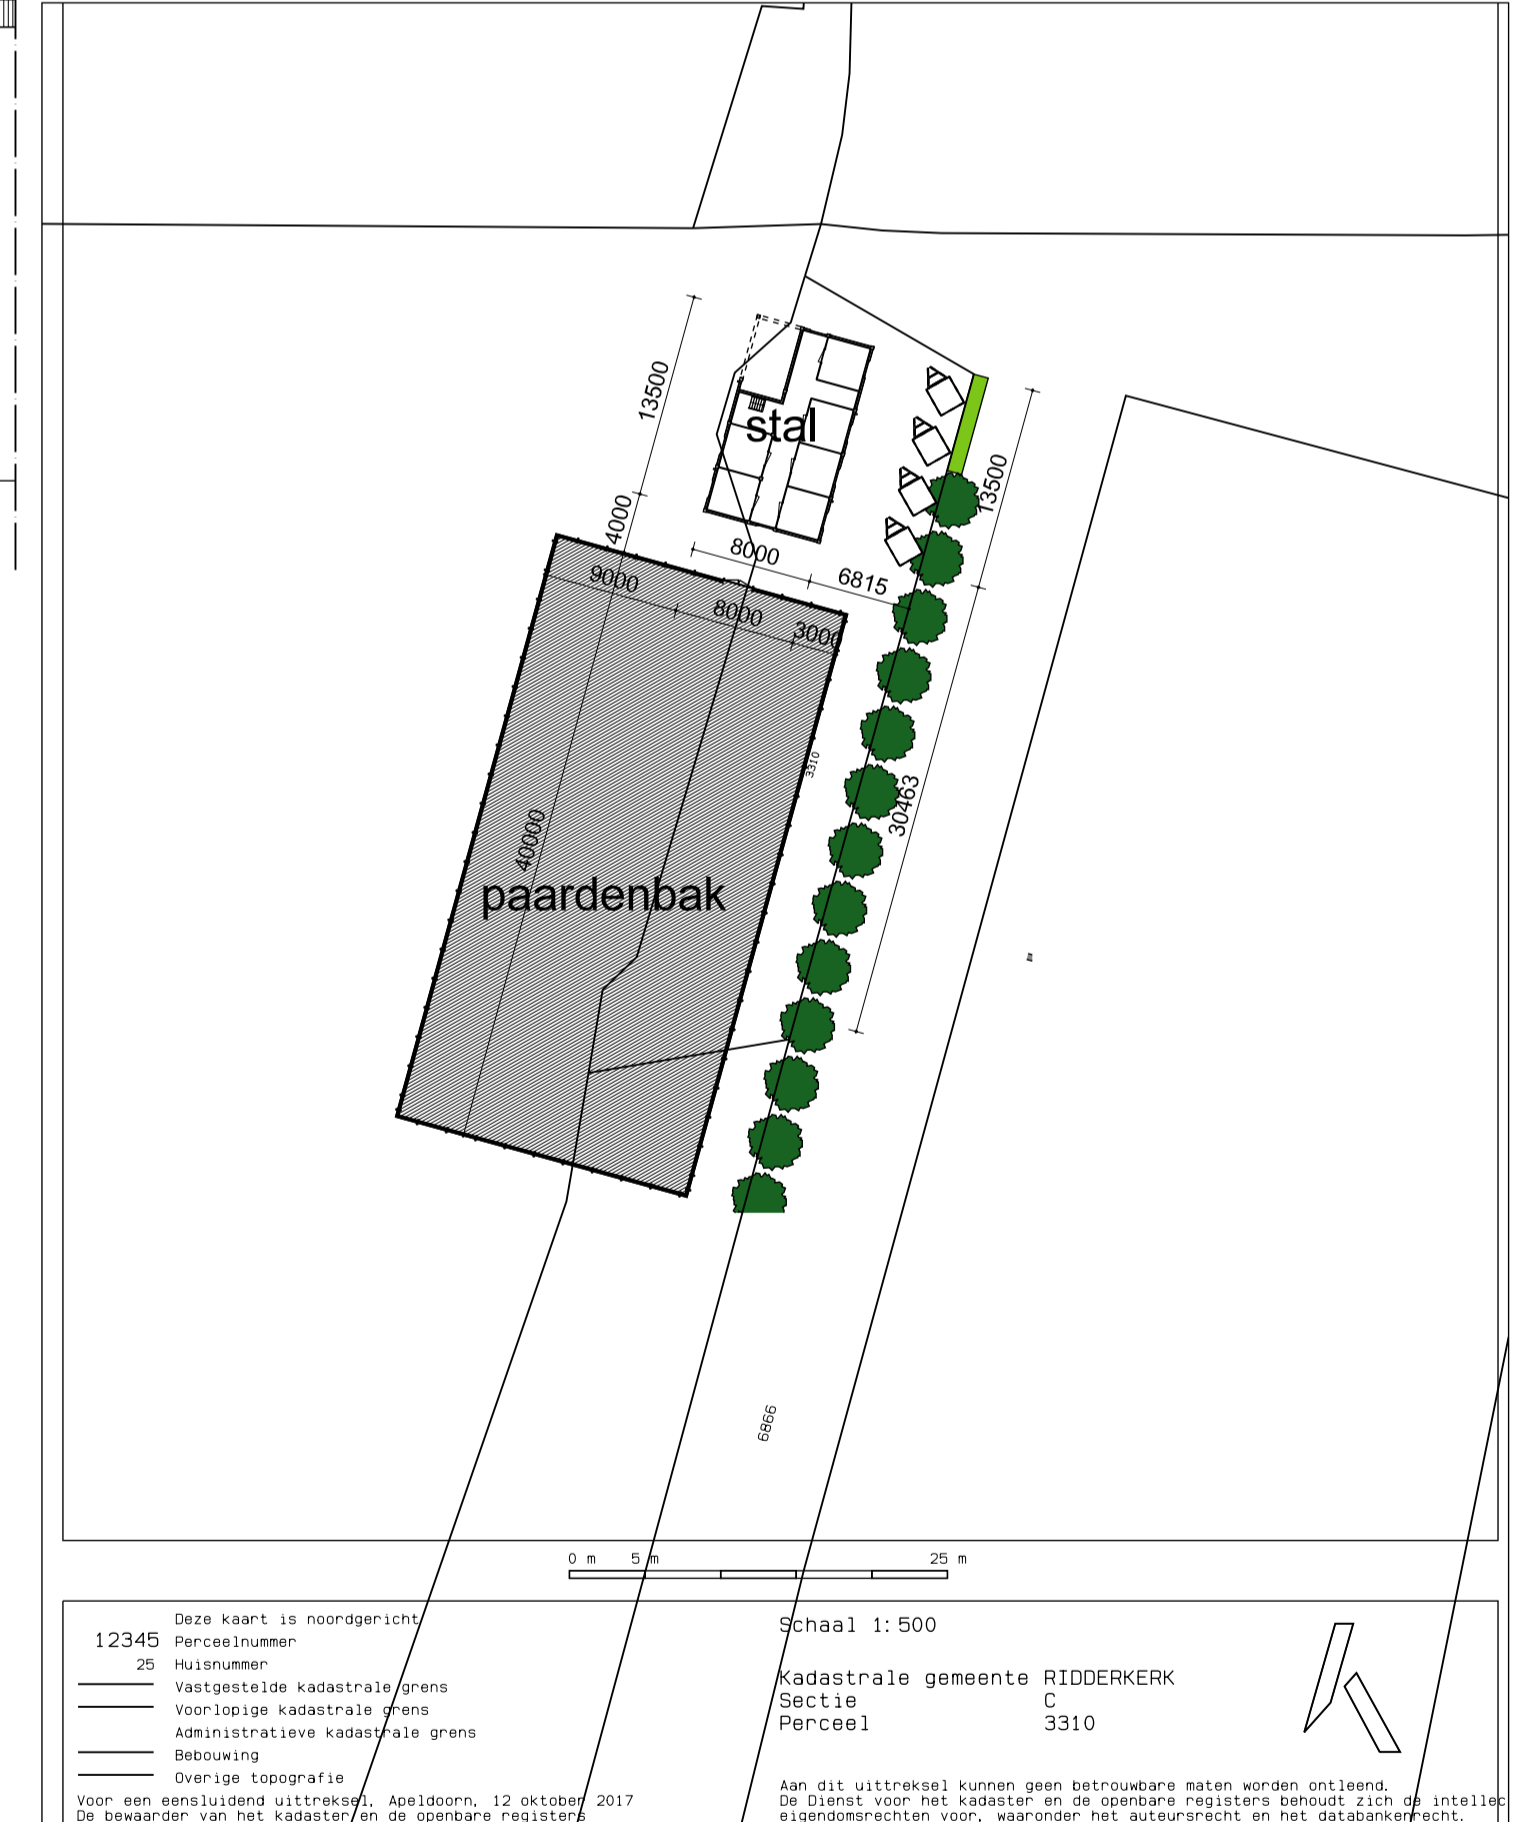 13500
stal
13500
4000
8000
6815
9000
8000
3000
3310
30463
40000
paardenbak
6866
0 m 5 m 25 m
Deze kaart is noordgericht
12345 Perceelnummer
25 Huisnummer
Vastgestelde kadastrale grens
Voorlopige kadastrale grens
Administratieve kadastrale grens
Bebouwing
Overige topografie
Voor een eensluidend uittreksel, Apeldoorn, 12 oktober 2017
De bewaarder van het kadaster en de openbare registers
Schaal 1:500
Kadastrale gemeente RIDDERKERK
Sectie C
Perceel 3310
Aan dit uittreksel kunnen geen betrouwbare maten worden ontleend.
De Dienst voor het kadaster en de openbare registers behoudt zich de intellec
eigendomsrechten voor, waaronder het auteursrecht en het databankenrecht.